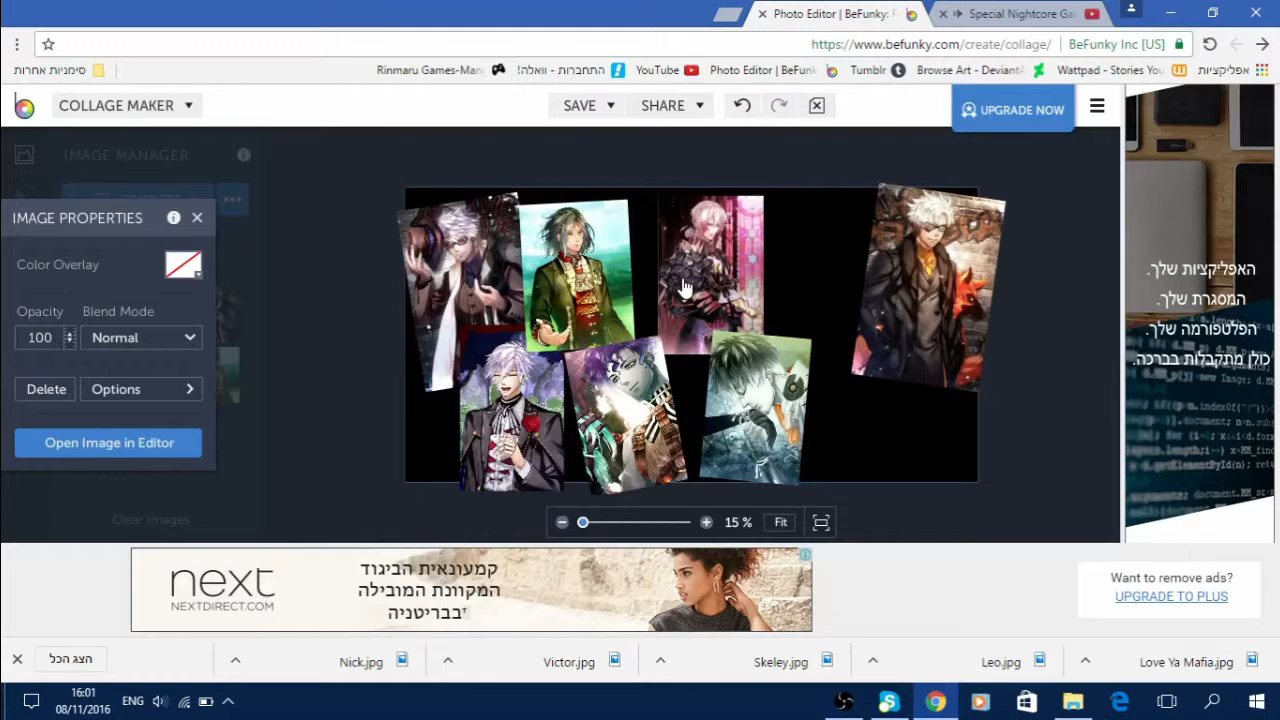 Photo Editor | BeFunky: F
Special Nightcore Ga
https://www.befunky.com/create/collage/
BeFunky Inc [US]
סימניות אחרות
Rinmaru Games-Man
התחברת – וואלה!
YouTube
Photo Editor | BeFunk
Tumblr
Browse Art - Deviant
Wattpad - Stories You
אפליקציות
COLLAGE MAKER
SAVE
SHARE
UPGRADE NOW
IMAGE MANAGER
COMPUTER
IMAGE PROPERTIES
Color Overlay
Opacity
Blend Mode
100
Normal
Delete
Options
Open Image in Editor
Clear images
15 %
Fit
האפליקציות שלך.
המסגרת שלך.
הפלטפורמה שלך.
כולן מתקבלות בברכה.
next
NEXTDIRECT.COM
קמעונאית הביגוד
המקוונת המובילה
בבריטניה†
Want to remove ads?
UPGRADE TO PLUS
הצג הכל
Nick.jpg
Victor.jpg
Skeley.jpg
Leo.jpg
Love Ya Mafia.jpg
16:01
08/11/2016
ENG